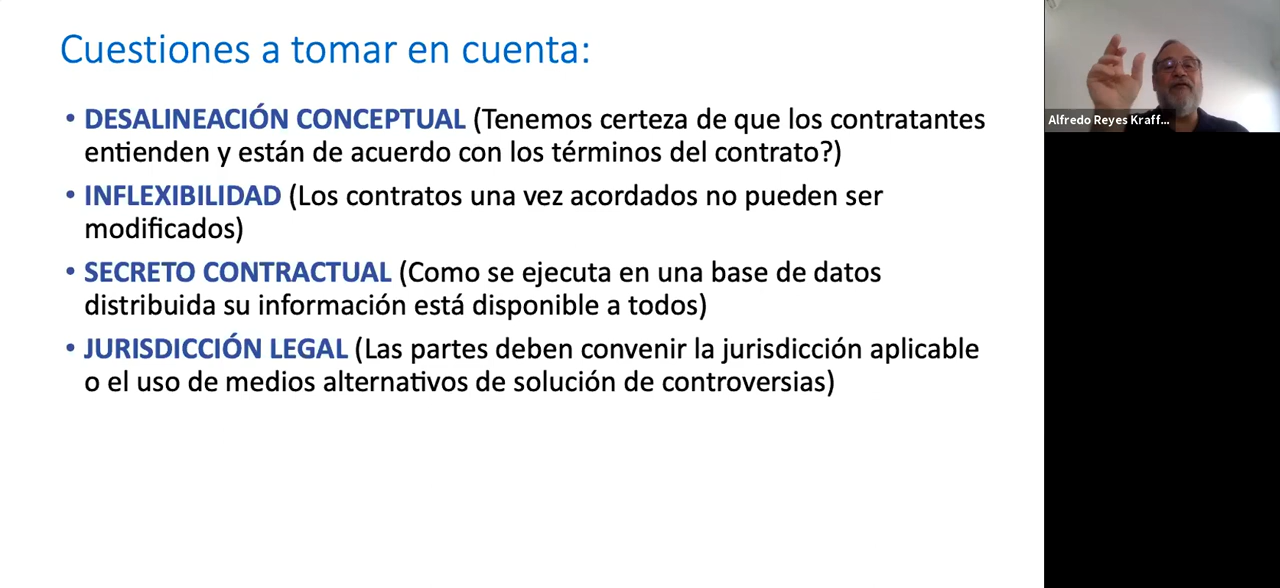 Cuestiones a tomar en cuenta:
• DESALINEACIÓN CONCEPTUAL (Tenemos certeza de que los contratantes
entienden y están de acuerdo con los términos del contrato?)
• INFLEXIBILIDAD (Los contratos una vez acordados no pueden ser
modificados)
• SECRETO CONTRACTUAL (Como se ejecuta en una base de datos
distribuida su información está disponible a todos)
• JURISDICCIÓN LEGAL (Las partes deben convenir la jurisdicción aplicable
o el uso de medios alternativos de solución de controversias)
Alfredo Reyes Kraff...